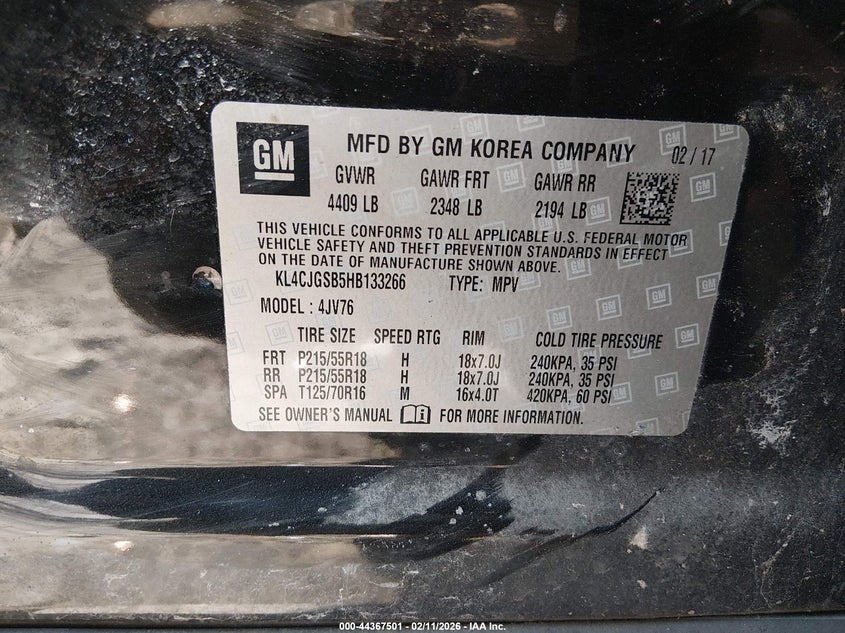 GM
MFD BY GM KOREA COMPANY 02 / 17
GVWR GAWR FRT GAWR RR
4409 LB 2348 LB 2194 LB
THIS VEHICLE CONFORMS TO ALL APPLICABLE U.S. FEDERAL MOTOR
VEHICLE SAFETY AND THEFT PREVENTION STANDARDS IN EFFECT
ON THE DATE OF MANUFACTURE SHOWN ABOVE.
KL4CJGSB5HB133266 TYPE: MPV
MODEL : 4JV76
TIRE SIZE SPEED RTG RIM COLD TIRE PRESSURE
FRT P215/55R18 H 18x7.0J 240KPA, 35 PSI
RR P215/55R18 H 18x7.0J 240KPA, 35 PSI
SPA T125/70R16 M 16x4.0T 420KPA, 60 PSI
SEE OWNER'S MANUAL FOR MORE INFORMATION.
000-44367501 - 02/11/2026 - IAA Inc.